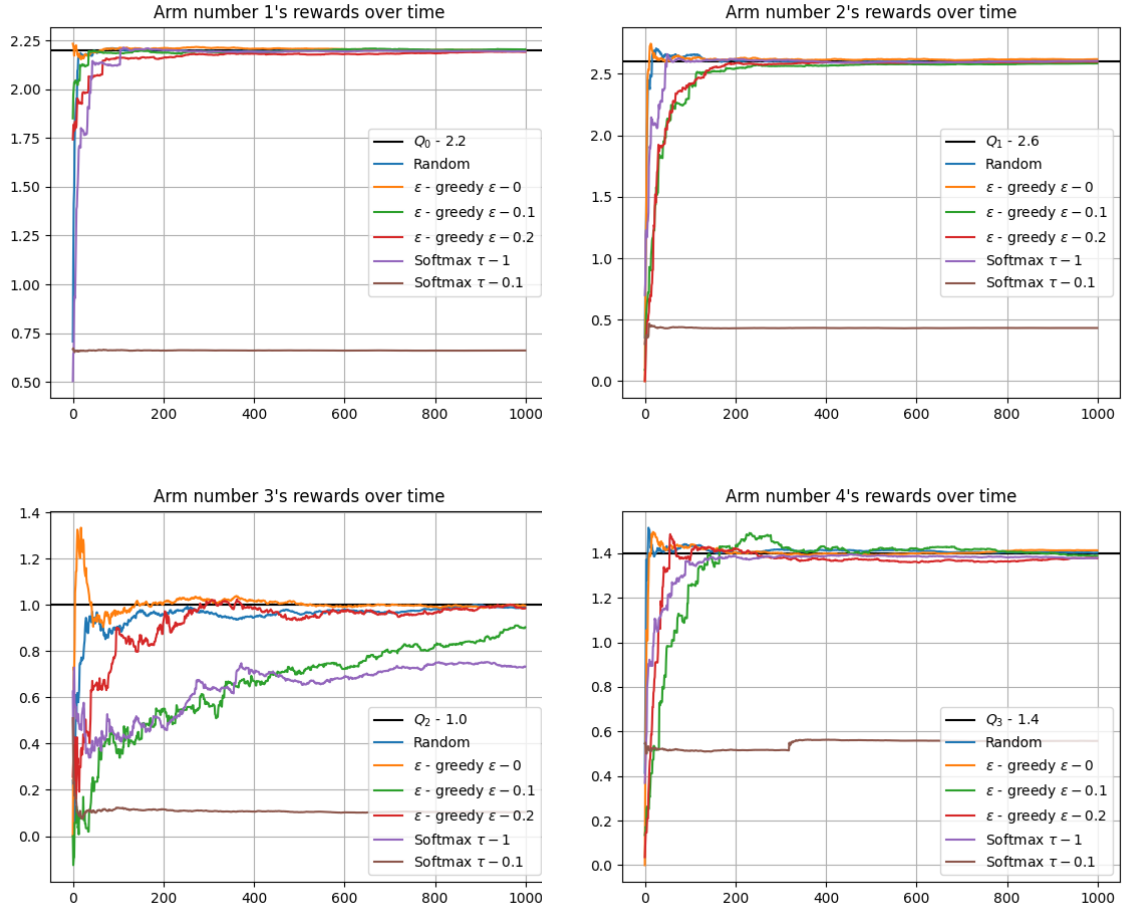 Arm number 1's rewards over time
2.25
2.00
1.75
1.50
1.25
1.00
0.75
0.50
0
200
400
600
800
1000
Q₀ - 2.2
Random
ε - greedy ε − 0
ε - greedy ε − 0.1
ε - greedy ε − 0.2
Softmax τ − 1
Softmax τ − 0.1
Arm number 2's rewards over time
2.5
2.0
1.5
1.0
0.5
0.0
0
200
400
600
800
1000
Q₁ - 2.6
Random
ε - greedy ε − 0
ε - greedy ε − 0.1
ε - greedy ε − 0.2
Softmax τ − 1
Softmax τ − 0.1
Arm number 3's rewards over time
1.4
1.2
1.0
0.8
0.6
0.4
0.2
0.0
0
200
400
600
800
1000
Q₂ - 1.0
Random
ε - greedy ε − 0
ε - greedy ε − 0.1
ε - greedy ε − 0.2
Softmax τ − 1
Softmax τ − 0.1
Arm number 4's rewards over time
1.4
1.2
1.0
0.8
0.6
0.4
0.2
0.0
0
200
400
600
800
1000
Q₃ - 1.4
Random
ε - greedy ε − 0
ε - greedy ε − 0.1
ε - greedy ε − 0.2
Softmax τ − 1
Softmax τ − 0.1